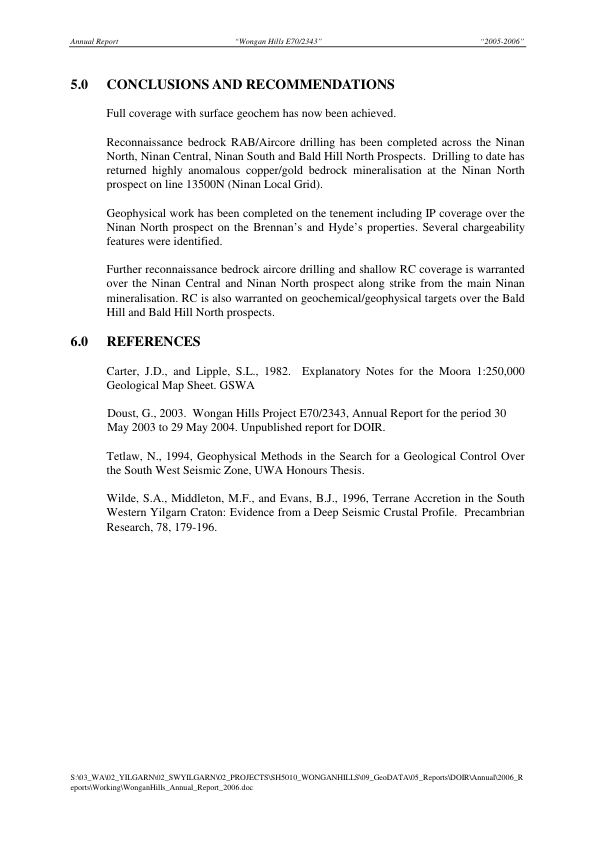 Annual Report "Wongan Hills E70/2343" "2005-2006"
5.0 CONCLUSIONS AND RECOMMENDATIONS
Full coverage with surface geochem has now been achieved.
Reconnaissance bedrock RAB/Aircore drilling has been completed across the Ninan
North, Ninan Central, Ninan South and Bald Hill North Prospects. Drilling to date has
returned highly anomalous copper/gold bedrock mineralisation at the Ninan North
prospect on line 13500N (Ninan Local Grid).
Geophysical work has been completed on the tenement including IP coverage over the
Ninan North prospect on the Brennan's and Hyde's properties. Several chargeability
features were identified.
Further reconnaissance bedrock aircore drilling and shallow RC coverage is warranted
over the Ninan Central and Ninan North prospect along strike from the main Ninan
mineralisation. RC is also warranted on geochemical/geophysical targets over the Bald
Hill and Bald Hill North prospects.
6.0 REFERENCES
Carter, J.D., and Lipple, S.L., 1982. Explanatory Notes for the Moora 1:250,000
Geological Map Sheet. GSWA
Doust, G., 2003. Wongan Hills Project E70/2343, Annual Report for the period 30
May 2003 to 29 May 2004. Unpublished report for DOIR.
Tetlaw, N., 1994, Geophysical Methods in the Search for a Geological Control Over
the South West Seismic Zone, UWA Honours Thesis.
Wilde, S.A., Middleton, M.F., and Evans, B.J., 1996, Terrane Accretion in the South
Western Yilgarn Craton: Evidence from a Deep Seismic Crustal Profile. Precambrian
Research, 78, 179-196.
S:\03_WA\02_YILGARN\02_SWYILGARN\02_PROJECTS\SH5010_WONGANHILLS\09_GeoDATA\05_Reports\DOIR\Annual\2006_R
eports\Working\WonganHills_Annual_Report_2006.doc